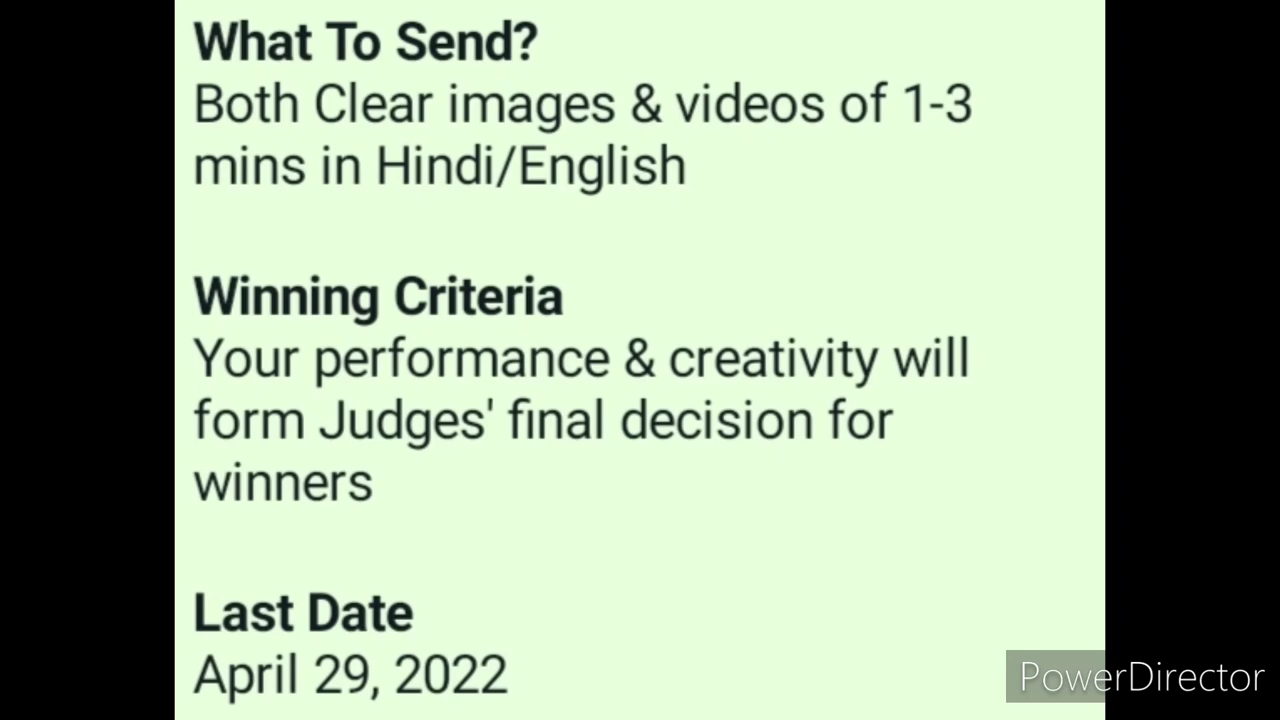 What To Send?
Both Clear images & videos of 1-3
mins in Hindi/English
Winning Criteria
Your performance & creativity will
form Judges' final decision for
winners
Last Date
April 29, 2022
PowerDirector